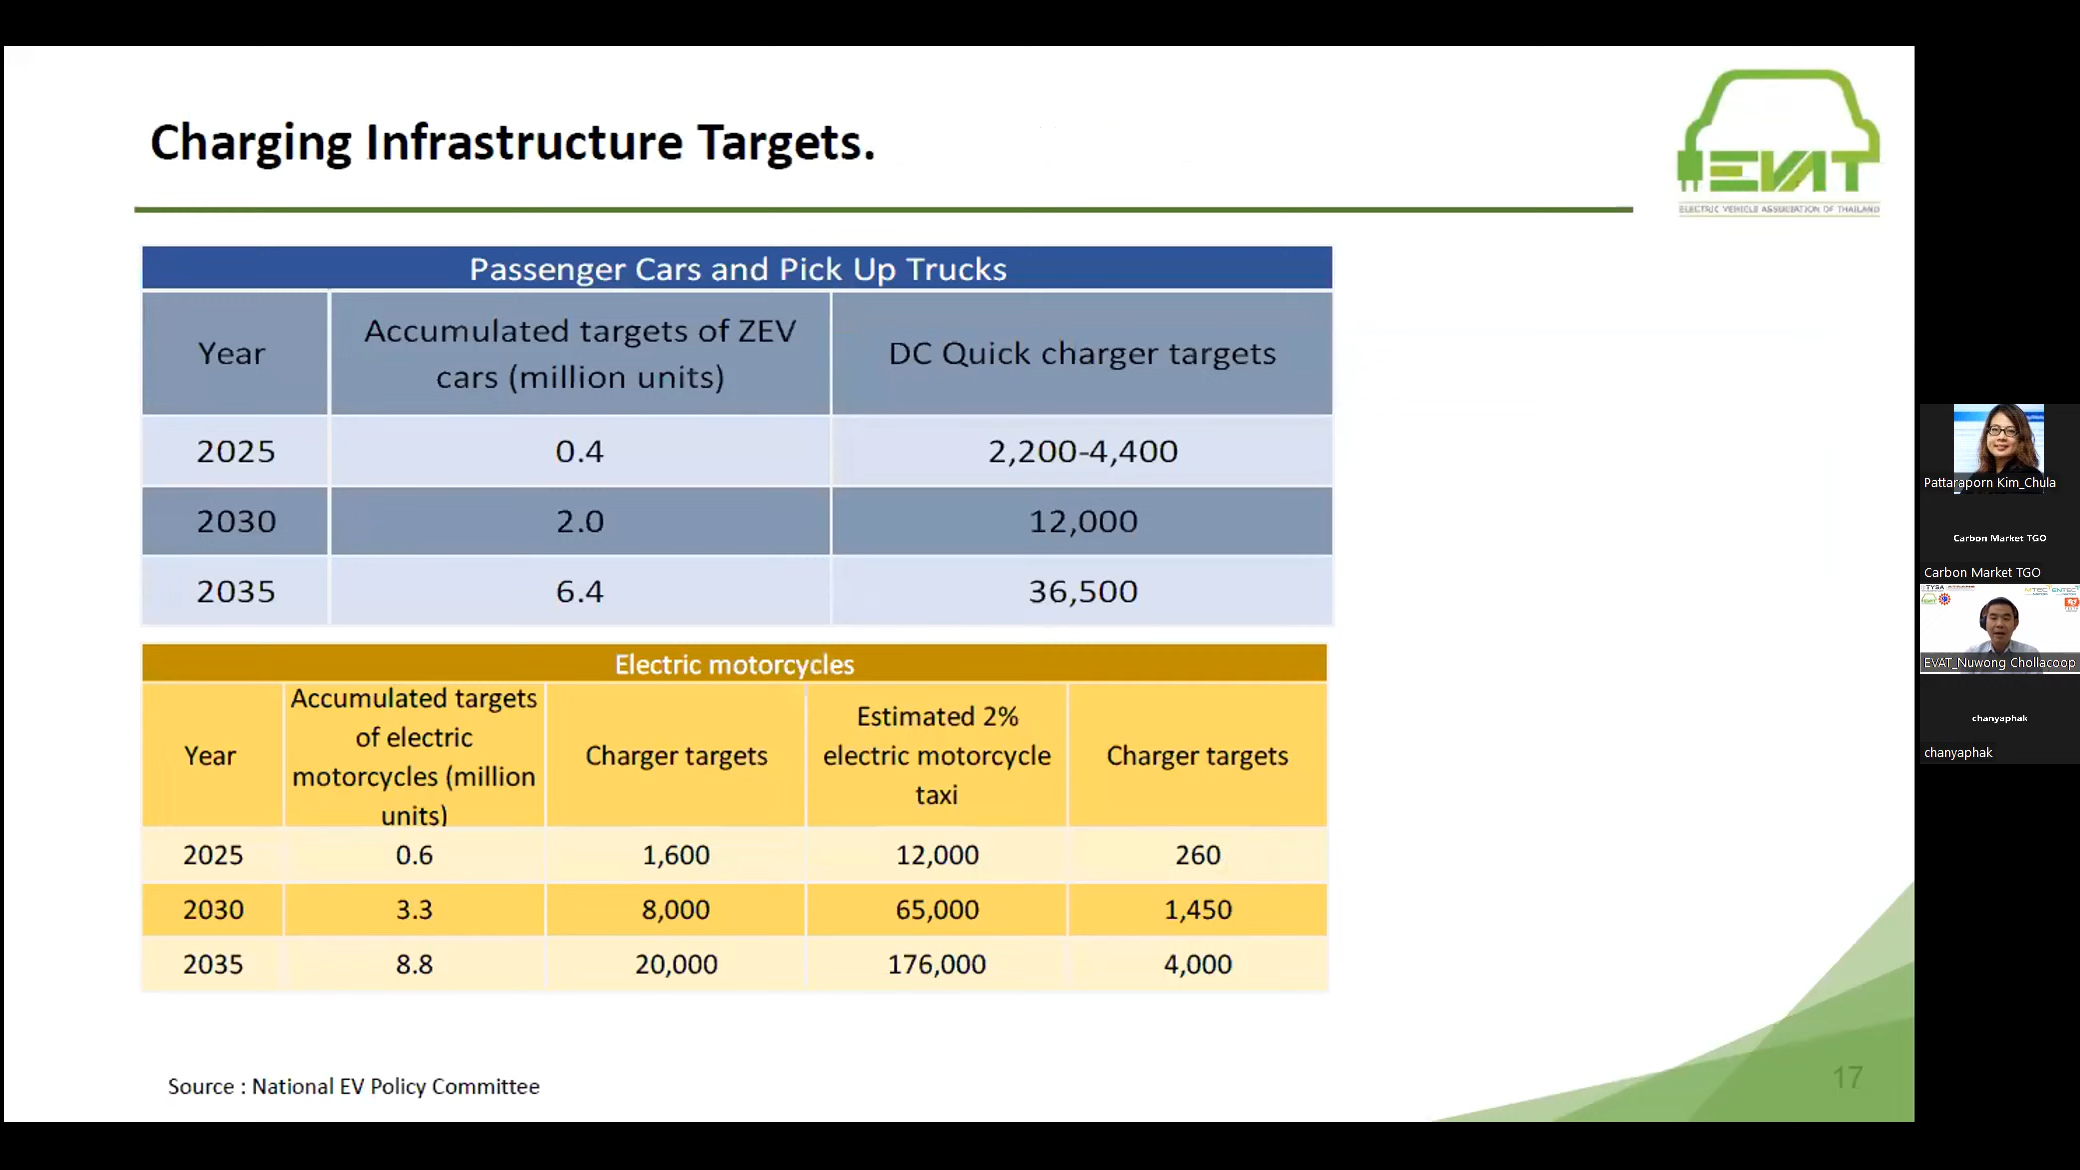 Charging Infrastructure Targets.
EVAT
ELECTRIC VEHICLE ASSOCIATION OF THAILAND
Passenger Cars and Pick Up Trucks
Year
Accumulated targets of ZEV
cars (million units)
DC Quick charger targets
2025 0.4 2,200-4,400
2030 2.0 12,000
2035 6.4 36,500
Electric motorcycles
Year
Accumulated targets
of electric
motorcycles (million
units)
Charger targets
Estimated 2%
electric motorcycle
taxi
Charger targets
2025 0.6 1,600 12,000 260
2030 3.3 8,000 65,000 1,450
2035 8.8 20,000 176,000 4,000
Source : National EV Policy Committee
17
Pattaraporn Kim_Chula
Carbon Market TGO
Carbon Market TGO
MTEC ENTEC
EVAT_Nuwong Chollacoop
chanyaphak
chanyaphak